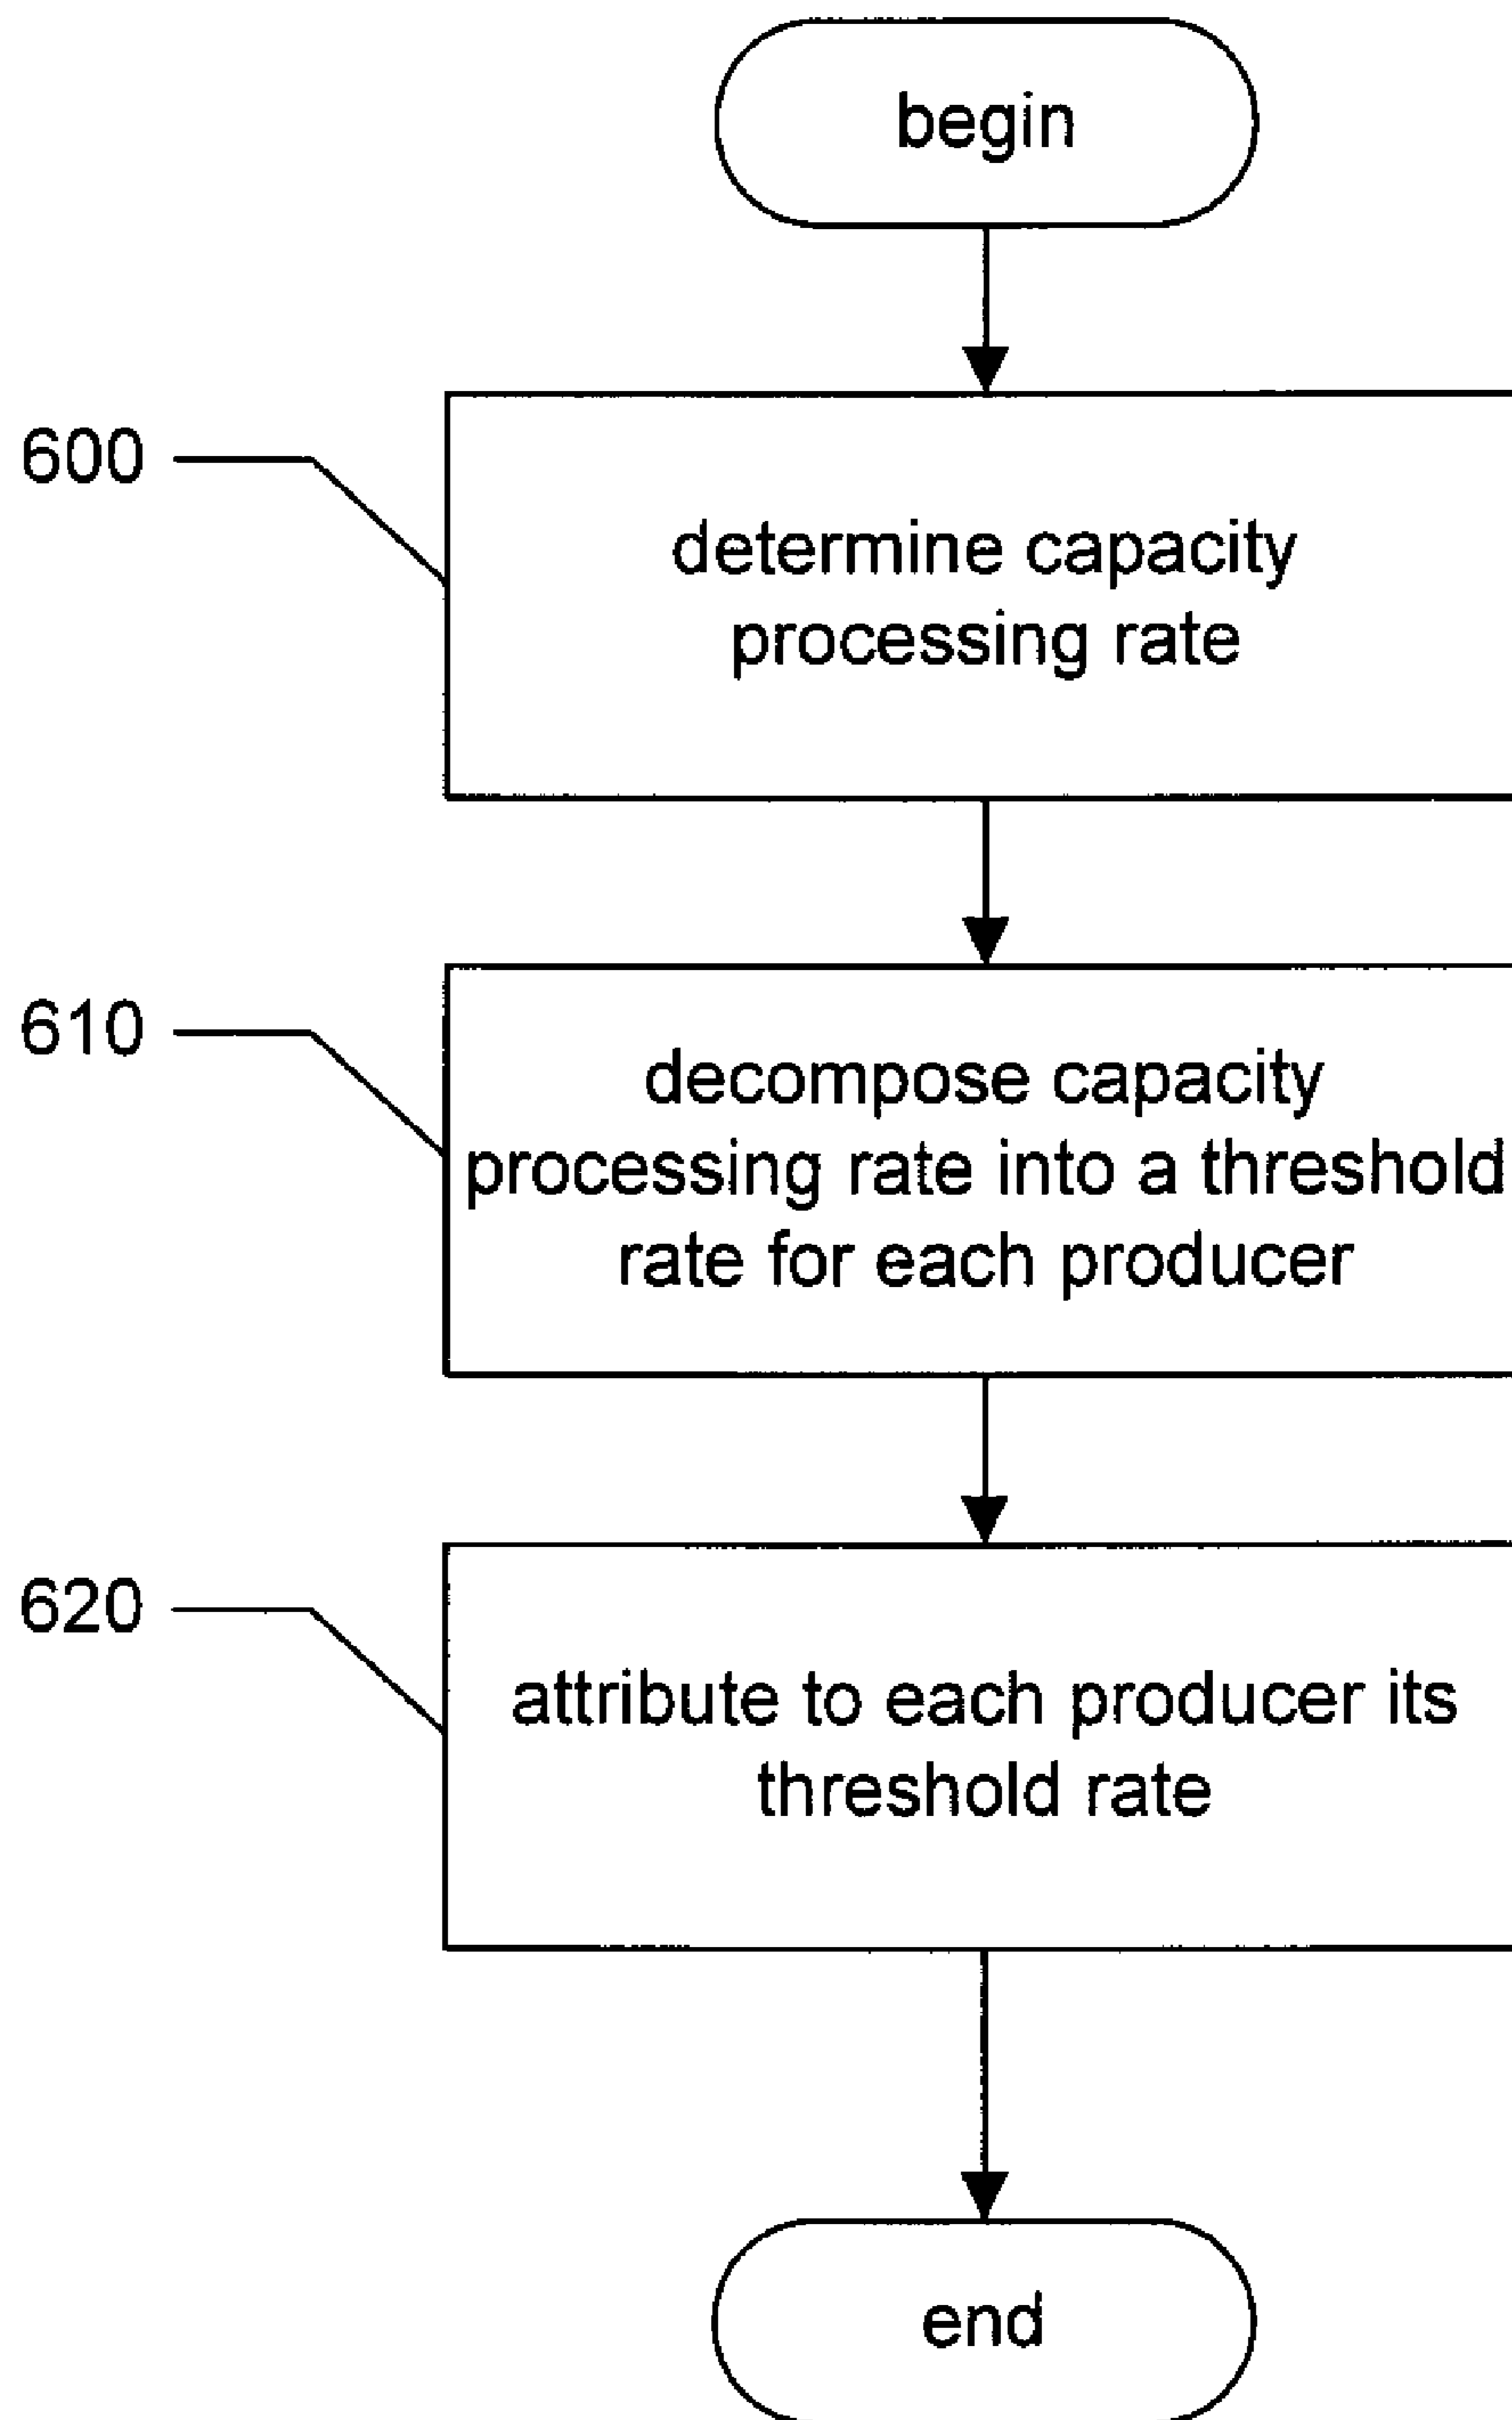 begin
600
determine capacity
processing rate
610
decompose capacity
processing rate into a threshold
rate for each producer
620
attribute to each producer its
threshold rate
end